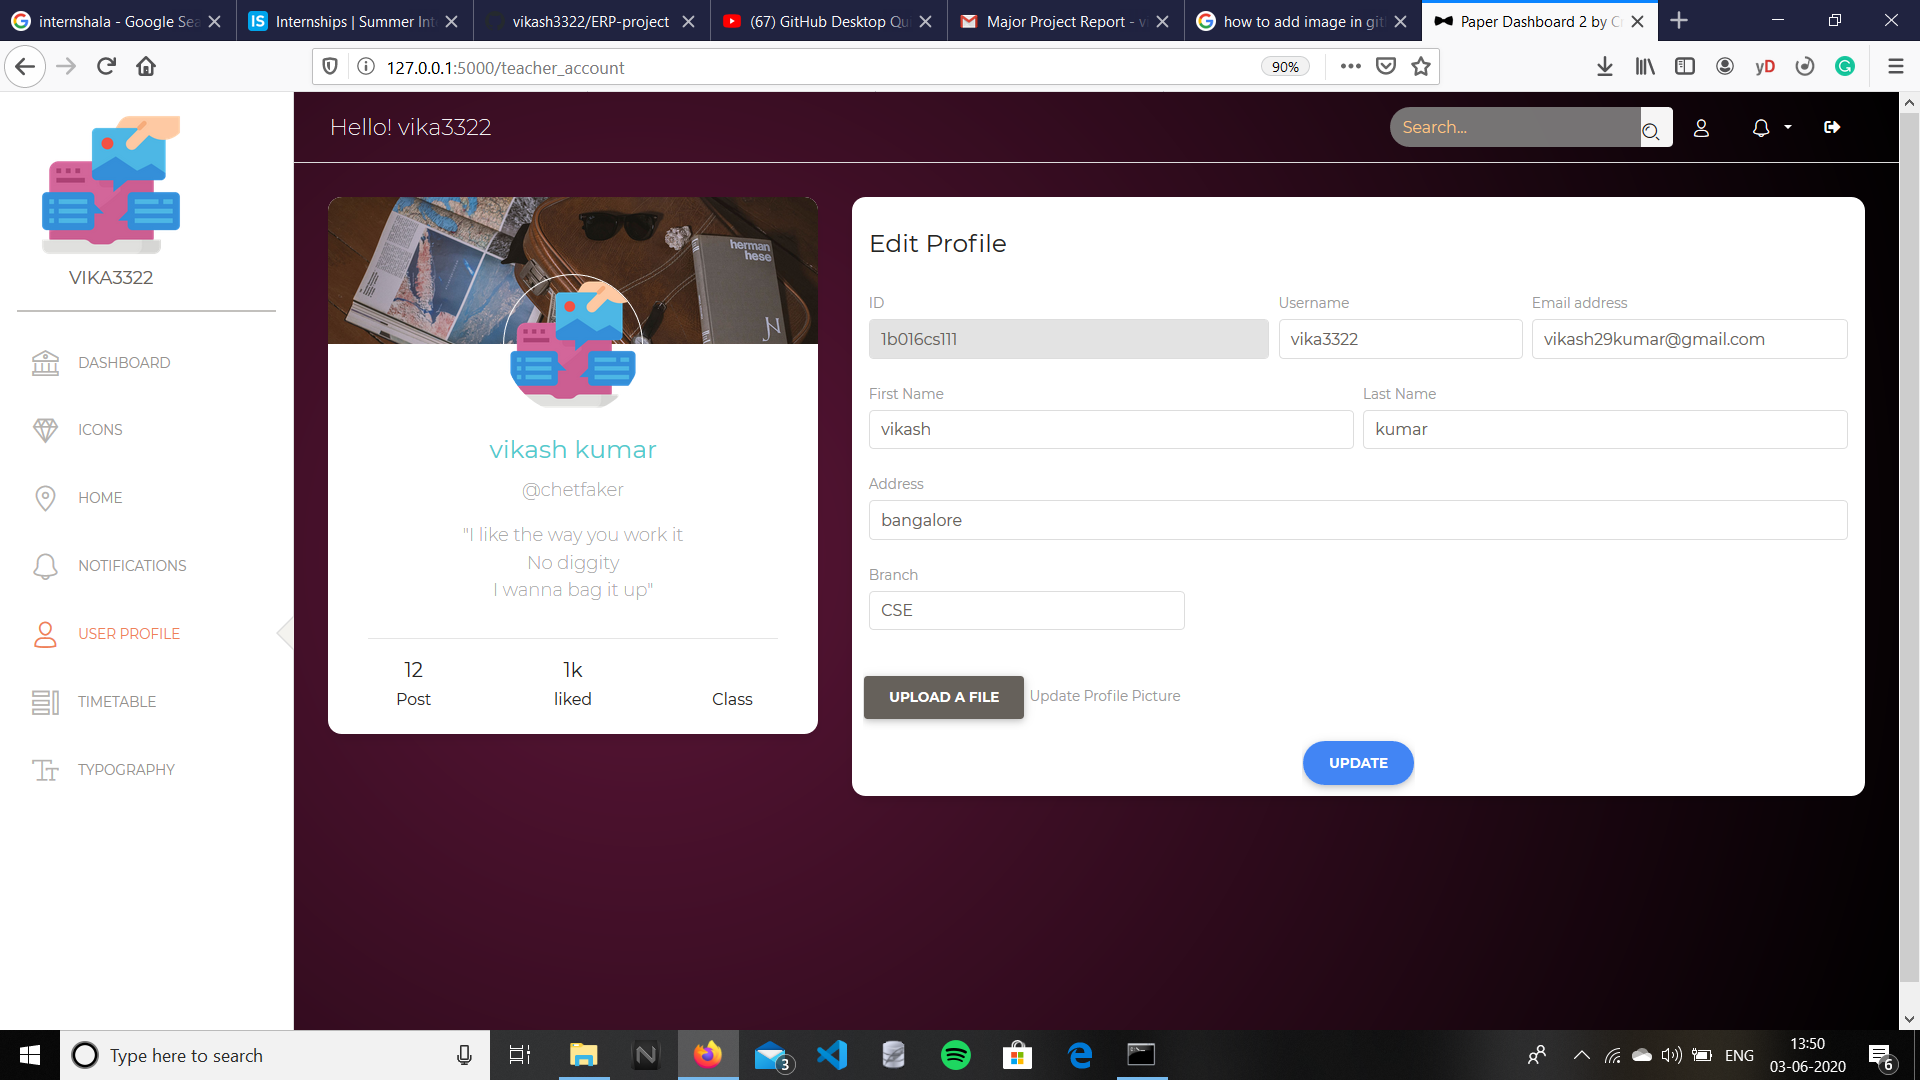 internshala - Google Sea
Internships | Summer Int
vikash3322/ERP-project
(67) GitHub Desktop Qu
Major Project Report - v
how to add image in git
Paper Dashboard 2 by C
127.0.0.1:5000/teacher_account
90%
yD
Hello! vika3322
Search...
VIKA3322
DASHBOARD
ICONS
HOME
NOTIFICATIONS
USER PROFILE
TIMETABLE
TYPOGRAPHY
herman
hese
vikash kumar
@chetfaker
"I like the way you work it
No diggity
I wanna bag it up"
12
1k
Post
liked
Class
Edit Profile
ID
Username
Email address
1b016cs111
vika3322
vikash29kumar@gmail.com
First Name
Last Name
vikash
kumar
Address
bangalore
Branch
CSE
UPLOAD A FILE
Update Profile Picture
UPDATE
Type here to search
3
ENG
13:50
03-06-2020
6